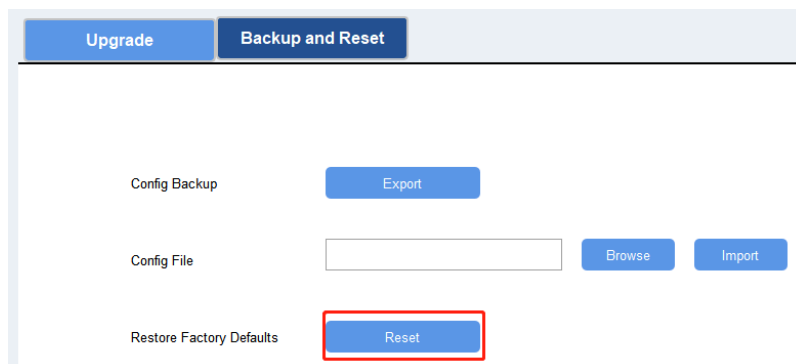 Upgrade
Backup and Reset
Config Backup
Export
Config File
Browse
Import
Restore Factory Defaults
Reset